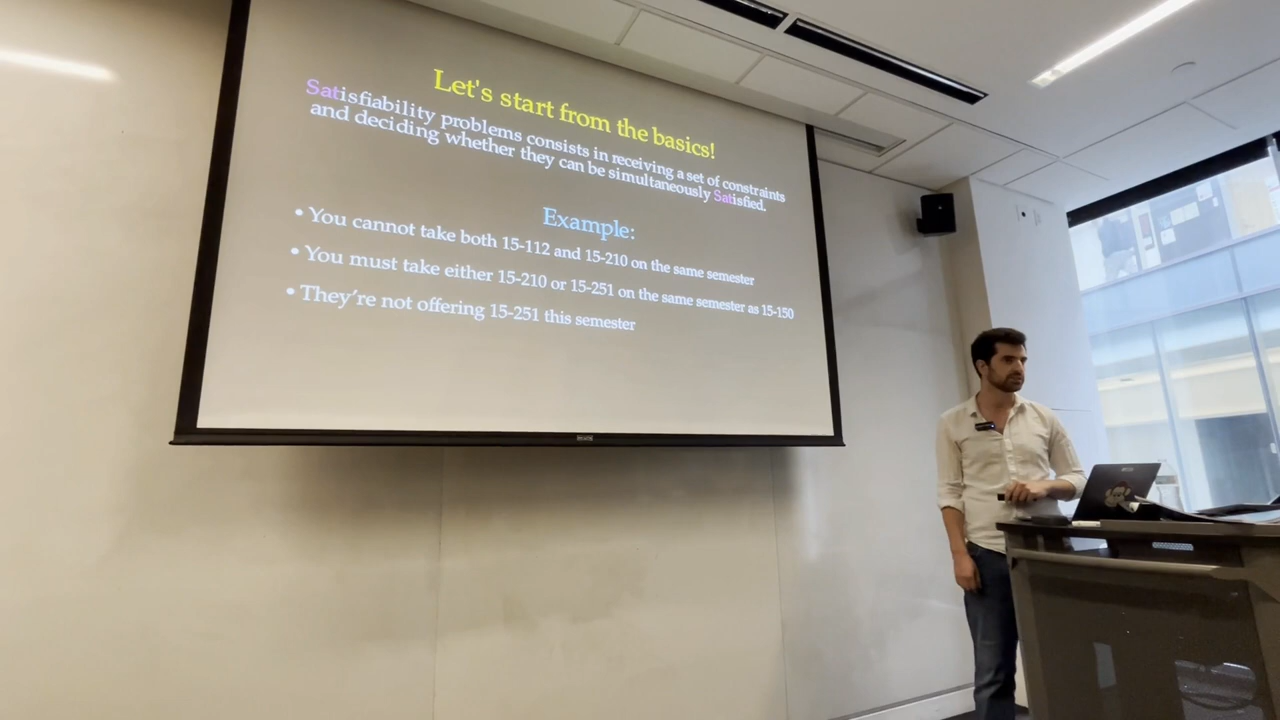 Let's start from the basics!
Satisfiability problems consists in receiving a set of constraints
and deciding whether they can be simultaneously Satisfied.
Example:
• You cannot take both 15-112 and 15-210 on the same semester
• You must take either 15-210 or 15-251 on the same semester as 15-150
• They’re not offering 15-251 this semester